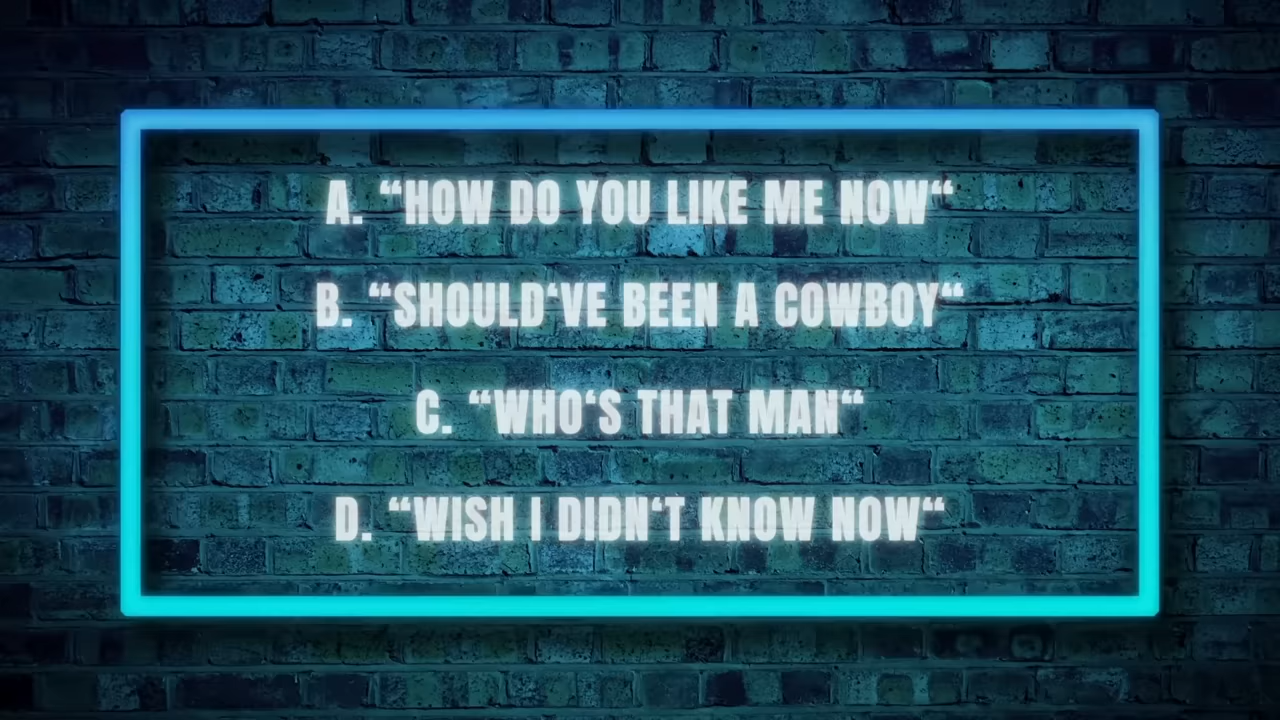 A. “HOW DO YOU LIKE ME NOW“
B. “SHOULD‘VE BEEN A COWBOY“
C. “WHO‘S THAT MAN“
D. “WISH I DIDN‘T KNOW NOW“